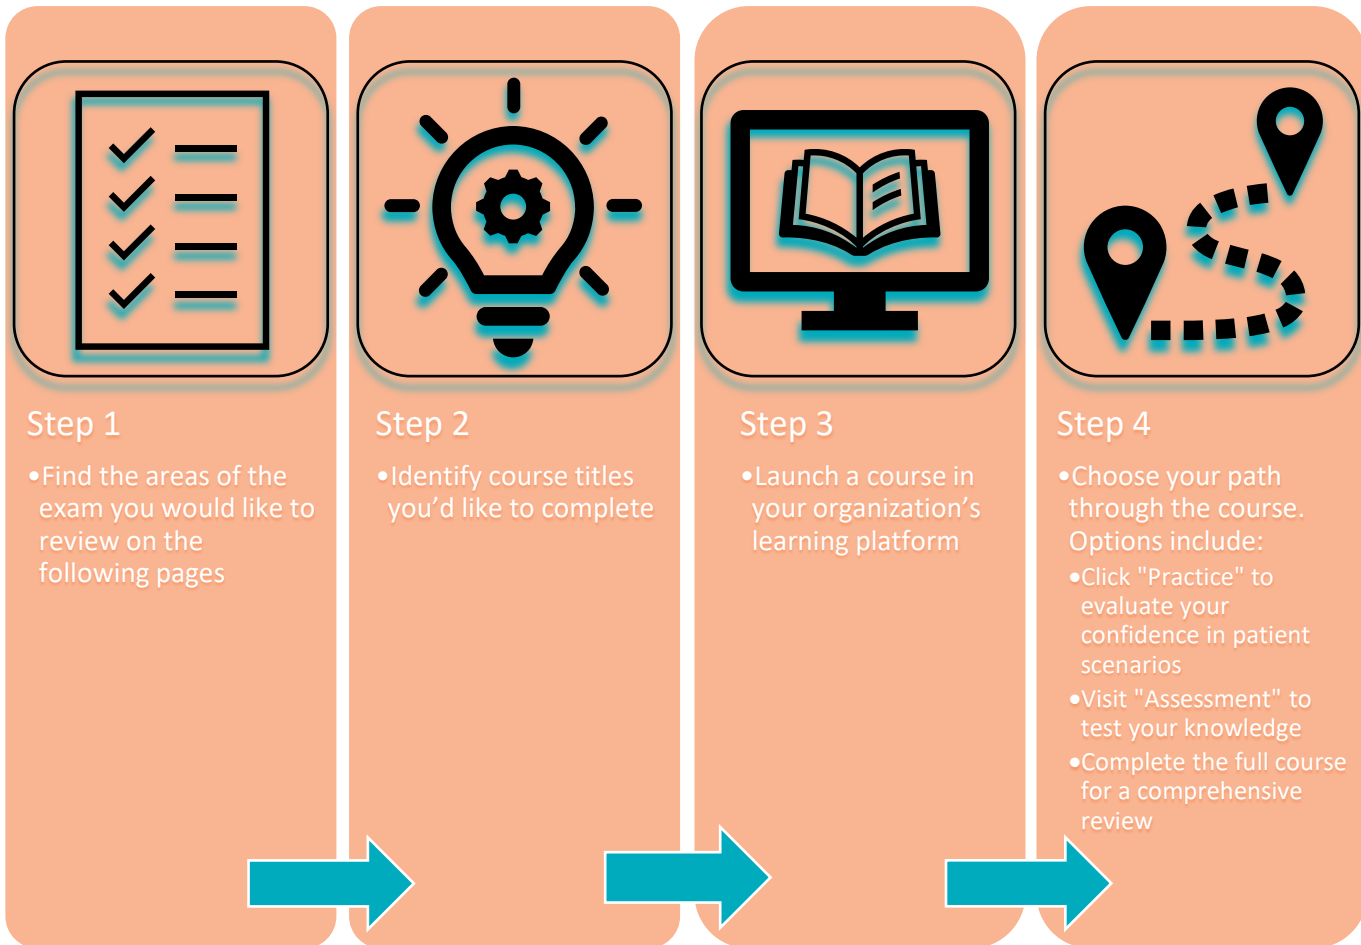 Step 1
•Find the areas of the
exam you would like to
review on the
following pages
Step 2
•Identify course titles
you’d like to complete
Step 3
•Launch a course in
your organization’s
learning platform
Step 4
•Choose your path
through the course.
Options include:
•Click "Practice" to
evaluate your
confidence in patient
scenarios
•Visit "Assessment" to
test your knowledge
•Complete the full course
for a comprehensive
review